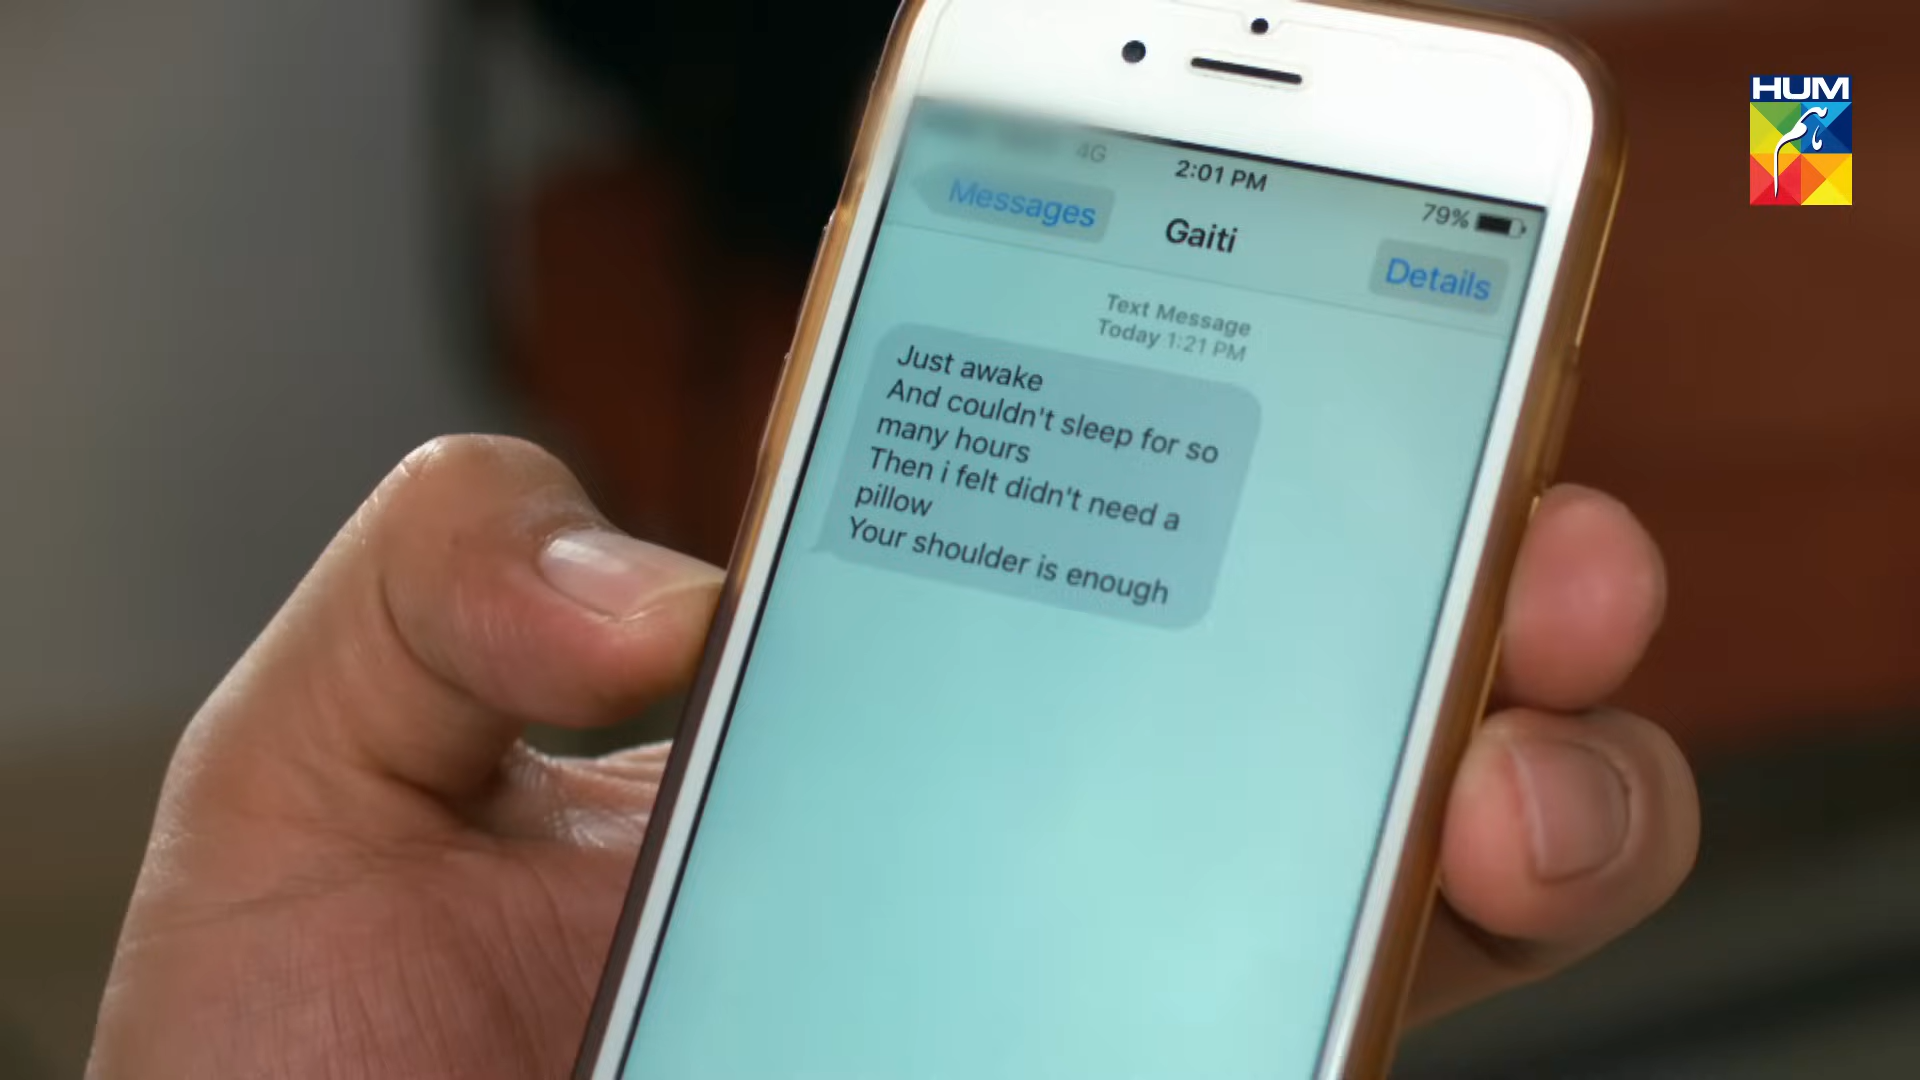 HUM
4G
2:01 PM
79%
Messages
Gaiti
Details
Text Message
Today 1:21 PM
Just awake
And couldn't sleep for so
many hours
Then i felt didn't need a
pillow
Your shoulder is enough